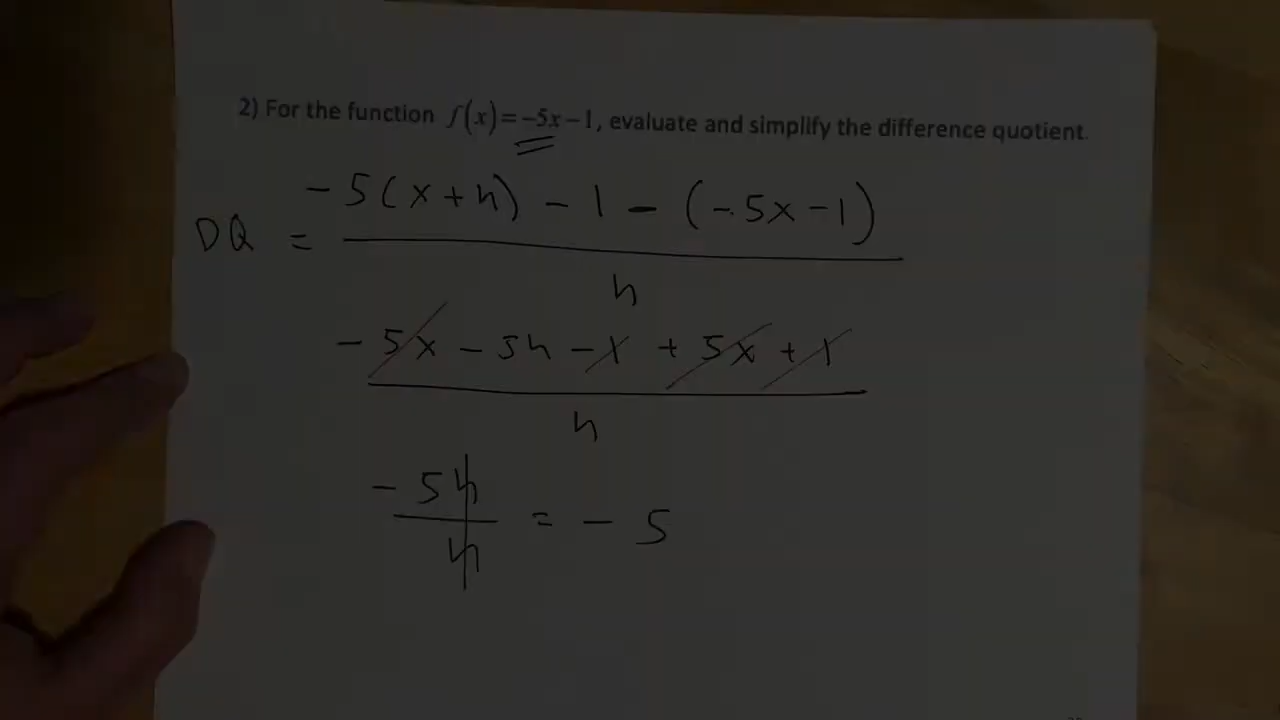 2) For the function f(x)=-5x-1, evaluate and simplify the difference quotient.
-5(x+h) - 1 - (-5x-1)
DQ =
h
-5x - 5h - 1 + 5x + 1
h
-5h
= -5
h